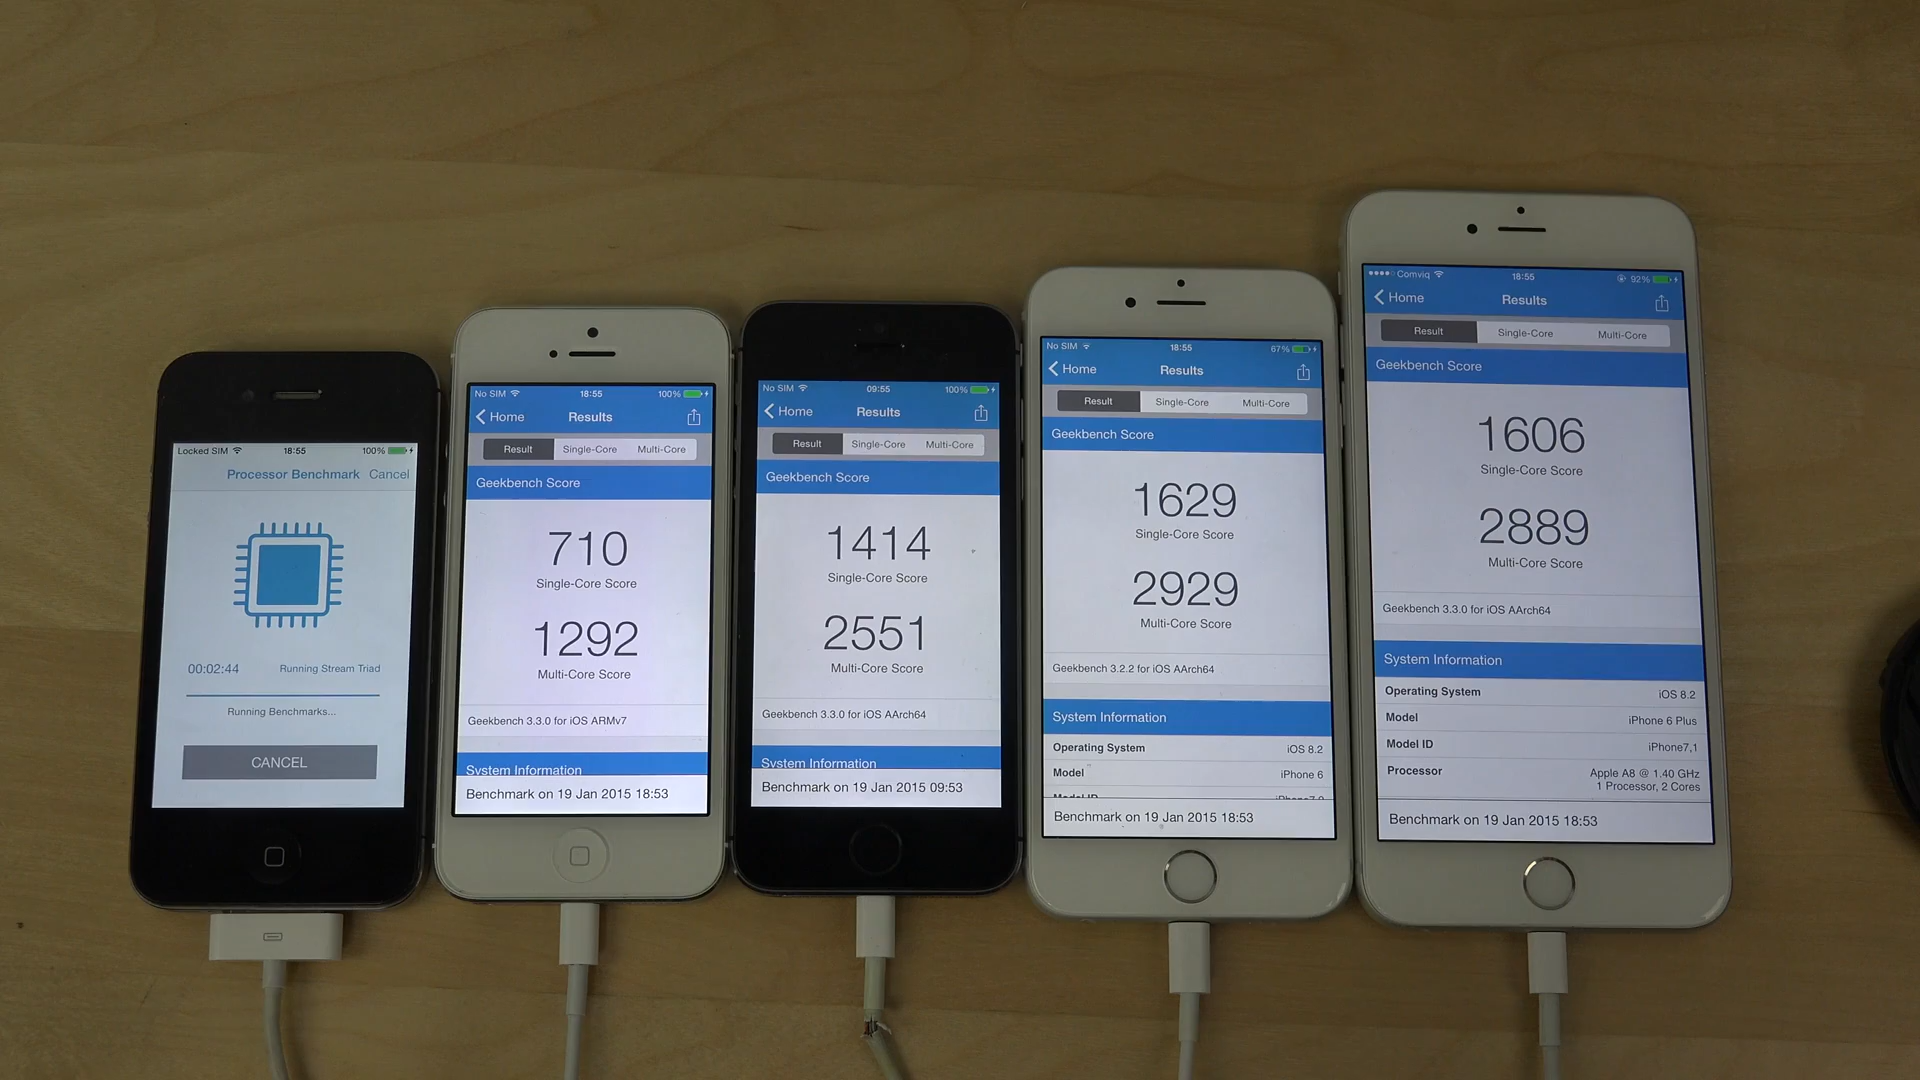 Locked SIM 18:55 100%
Processor Benchmark Cancel
00:02:44 Running Stream Triad
Running Benchmarks...
CANCEL
No SIM 18:55 100%
Home Results
Result Single-Core Multi-Core
Geekbench Score
710
Single-Core Score
1292
Multi-Core Score
Geekbench 3.3.0 for iOS ARMv7
System Information
Benchmark on 19 Jan 2015 18:53
No SIM 09:55 100%
Home Results
Result Single-Core Multi-Core
Geekbench Score
1414
Single-Core Score
2551
Multi-Core Score
Geekbench 3.3.0 for iOS AArch64
System Information
Benchmark on 19 Jan 2015 09:53
No SIM 18:55 67%
Home Results
Result Single-Core Multi-Core
Geekbench Score
1629
Single-Core Score
2929
Multi-Core Score
Geekbench 3.2.2 for iOS AArch64
System Information
Operating System iOS 8.2
Model iPhone 6
Model ID
Benchmark on 19 Jan 2015 18:53
Comviq 18:55 92%
Home Results
Result Single-Core Multi-Core
Geekbench Score
1606
Single-Core Score
2889
Multi-Core Score
Geekbench 3.3.0 for iOS AArch64
System Information
Operating System iOS 8.2
Model iPhone 6 Plus
Model ID iPhone7,1
Processor Apple A8 @ 1.40 GHz
1 Processor, 2 Cores
Benchmark on 19 Jan 2015 18:53